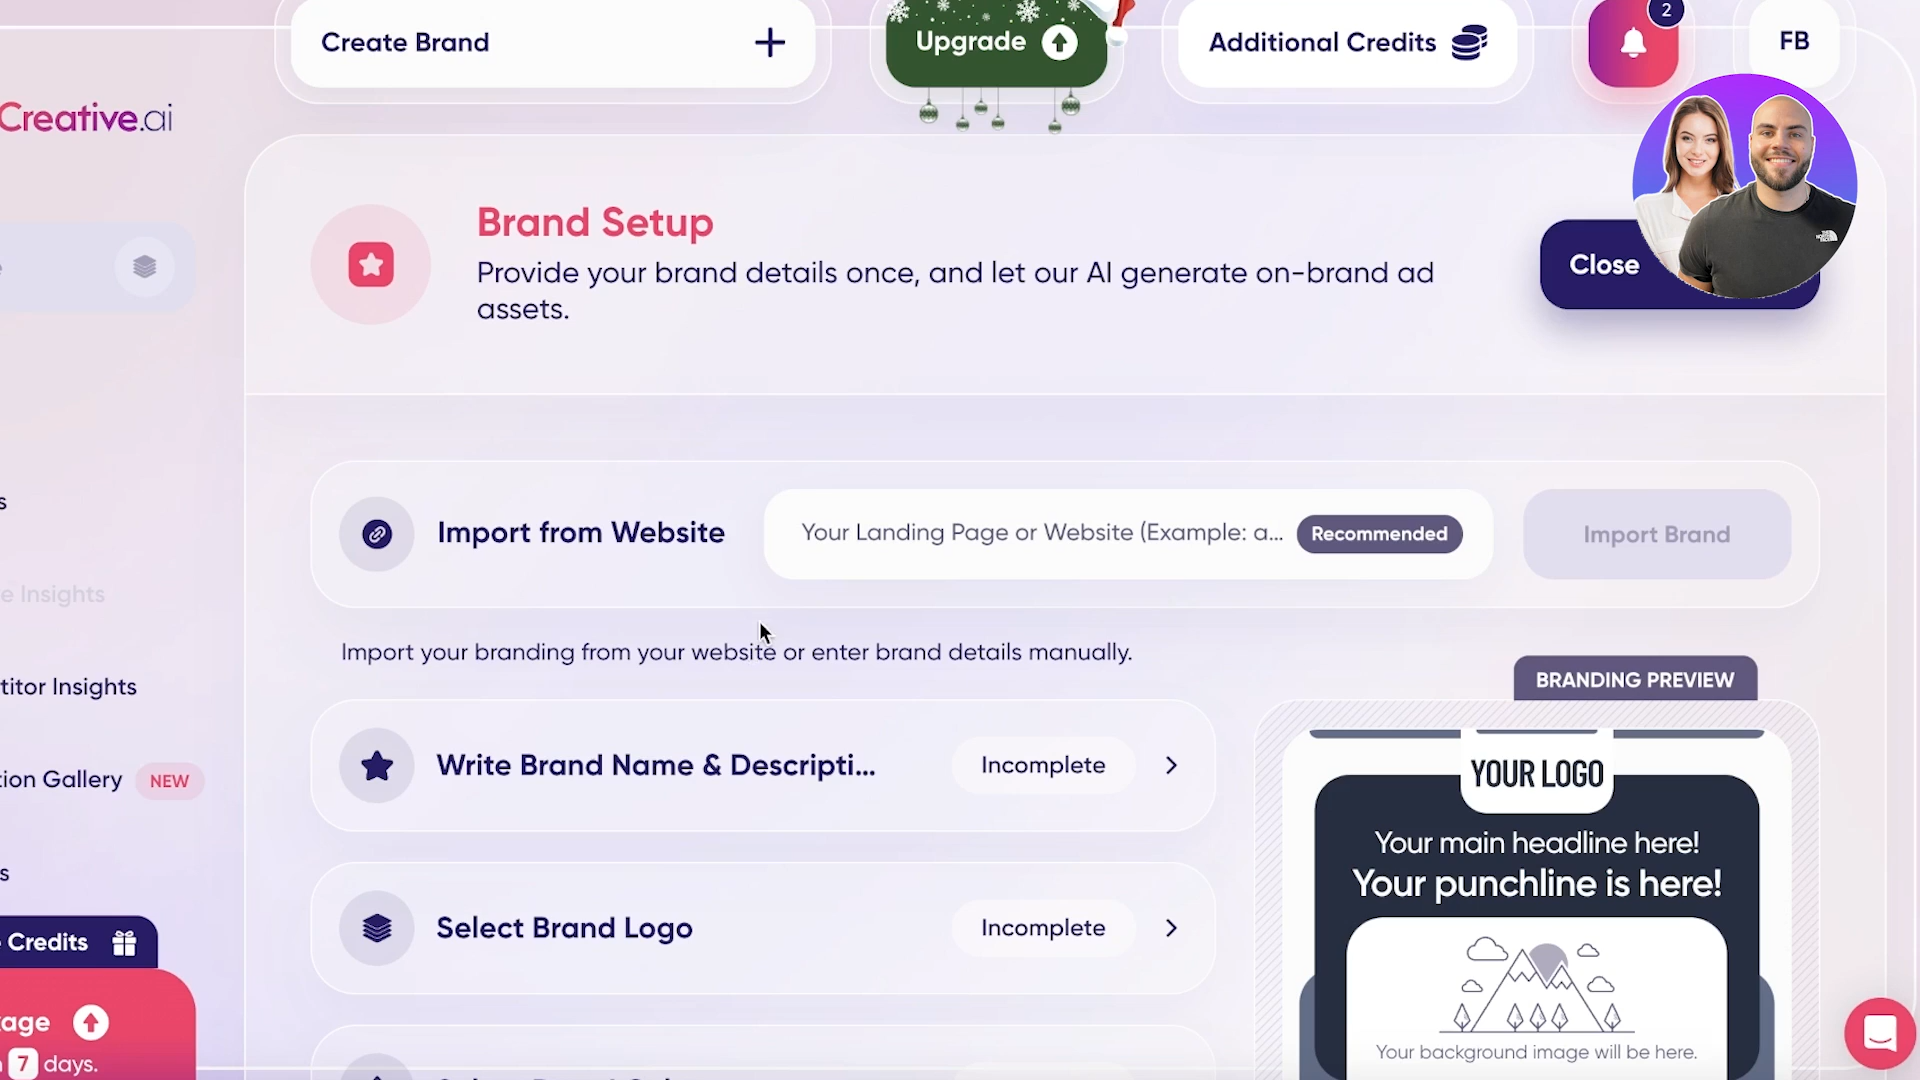 Create Brand
Upgrade
Additional Credits
2
FB
Creative.ai
Brand Setup
Provide your brand details once, and let our AI generate on-brand ad
assets.
Close
Import from Website
Your Landing Page or Website (Example: a...
Recommended
Import Brand
s
e Insights
Import your branding from your website or enter brand details manually.
titor Insights
BRANDING PREVIEW
Write Brand Name & Descripti...
Incomplete
tion Gallery
NEW
YOUR LOGO
Your main headline here!
Your punchline is here!
s
Select Brand Logo
Incomplete
Credits
kage
7 days.
Your background image will be here.